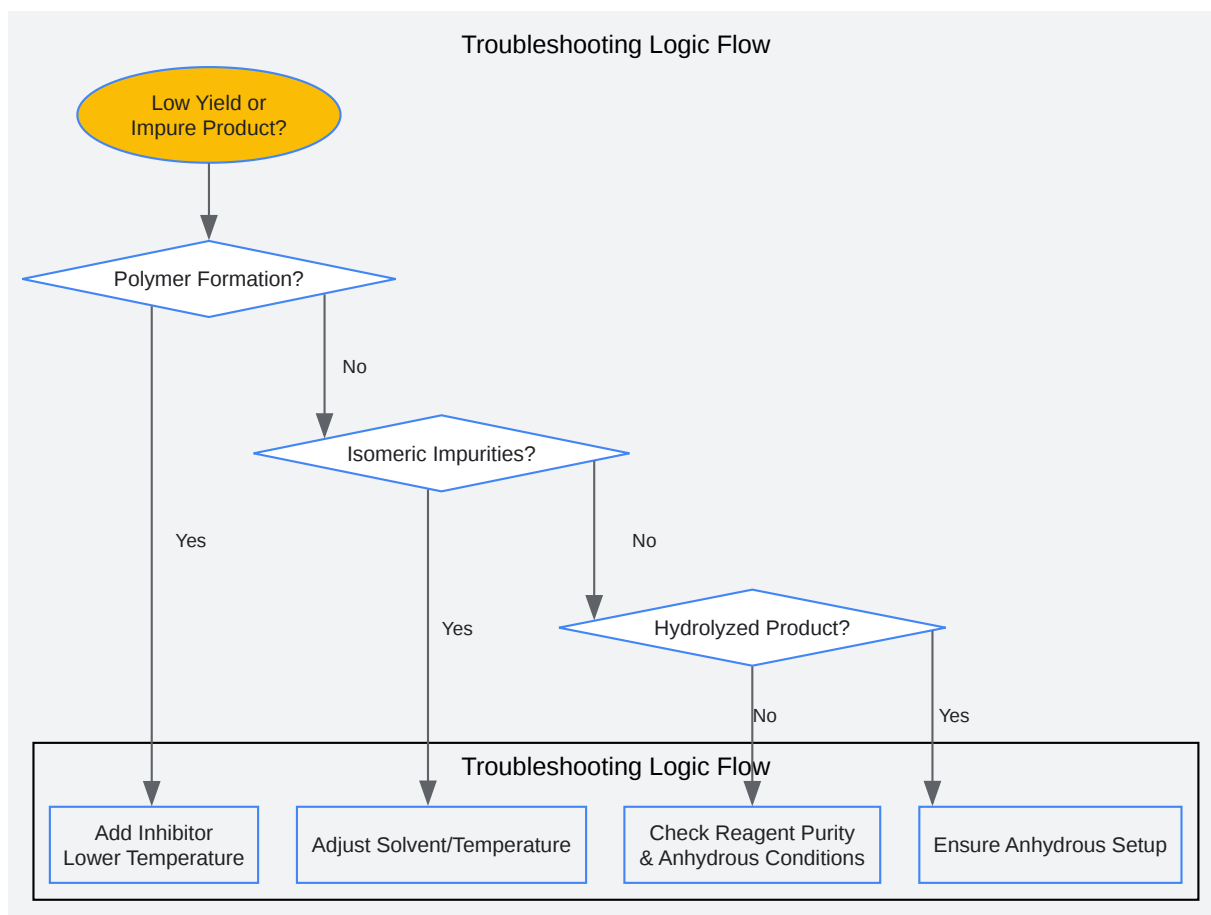 Troubleshooting Logic Flow
Low Yield or
Impure Product?
Polymer Formation?
No
Isomeric Impurities?
Yes
No
Yes
Hydrolyzed Product?
No
Yes
Troubleshooting Logic Flow
Add Inhibitor
Lower Temperature
Adjust Solvent/Temperature
Check Reagent Purity
& Anhydrous Conditions
Ensure Anhydrous Setup